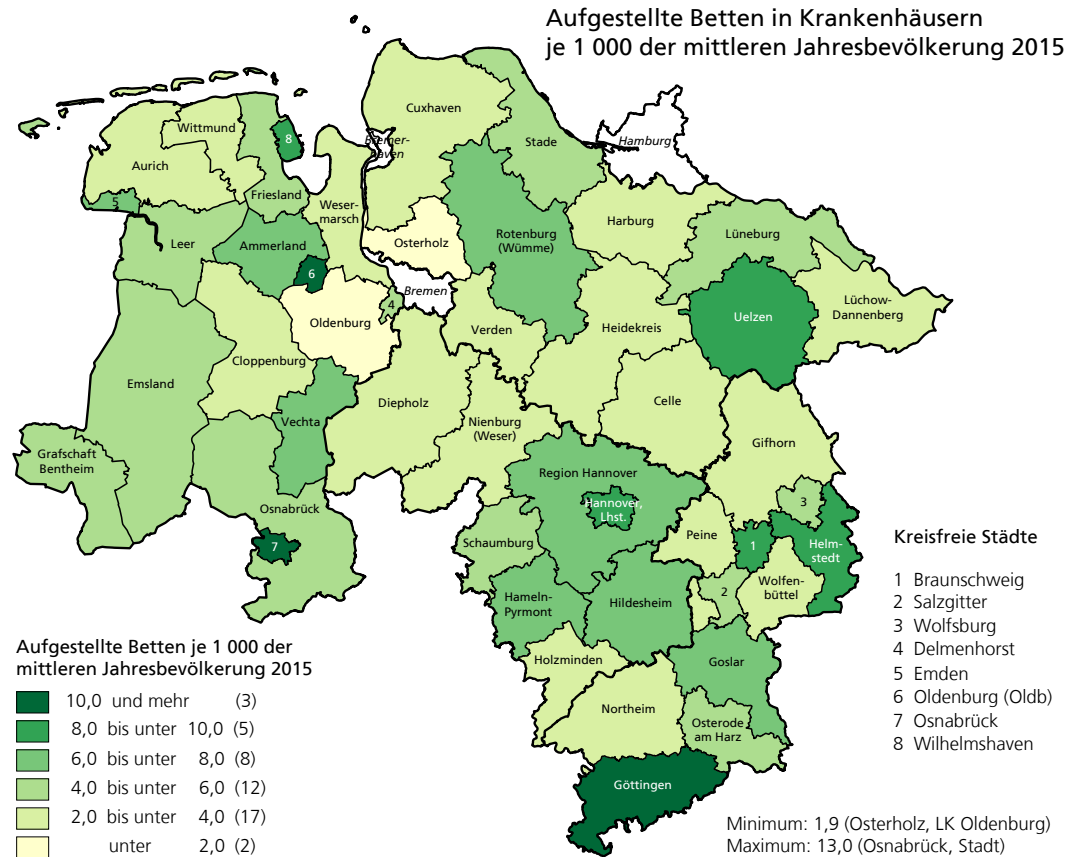 Aufgestellte Betten in Krankenhäusern
je 1 000 der mittleren Jahresbevölkerung 2015
Cuxhaven
Wittmund
8
Bremer-
haven
Stade
Hamburg
Aurich
Friesland
Weser-
marsch
5
Harburg
Leer
Ammerland
Osterholz
Rotenburg
(Wümme)
Lüneburg
6
Bremen
4
Oldenburg
Verden
Heidekreis
Uelzen
Lüchow-
Dannenberg
Cloppenburg
Emsland
Diepholz
Celle
Vechta
Nienburg
(Weser)
Gifhorn
Grafschaft
Bentheim
Region Hannover
Osnabrück
Hannover,
Lhst.
3
Peine
1
Helm-
stedt
7
Schaumburg
Wolfen-
büttel
2
Hameln-
Pyrmont
Hildesheim
Holzminden
Goslar
Northeim
Osterode
am Harz
Göttingen
Kreisfreie Städte
1 Braunschweig
2 Salzgitter
3 Wolfsburg
4 Delmenhorst
5 Emden
6 Oldenburg (Oldb)
7 Osnabrück
8 Wilhelmshaven
Aufgestellte Betten je 1 000 der
mittleren Jahresbevölkerung 2015
10,0 und mehr (3)
8,0 bis unter 10,0 (5)
6,0 bis unter 8,0 (8)
4,0 bis unter 6,0 (12)
2,0 bis unter 4,0 (17)
unter 2,0 (2)
Minimum: 1,9 (Osterholz, LK Oldenburg)
Maximum: 13,0 (Osnabrück, Stadt)